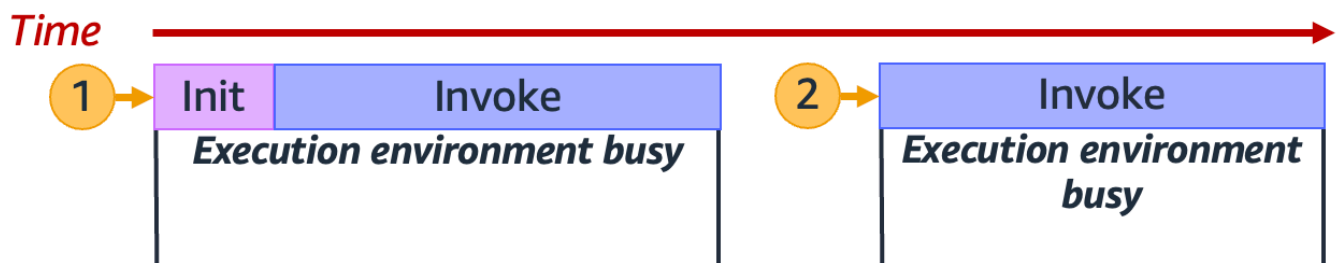 Time
1
Init
Invoke
2
Invoke
Execution environment busy
Execution environment
busy